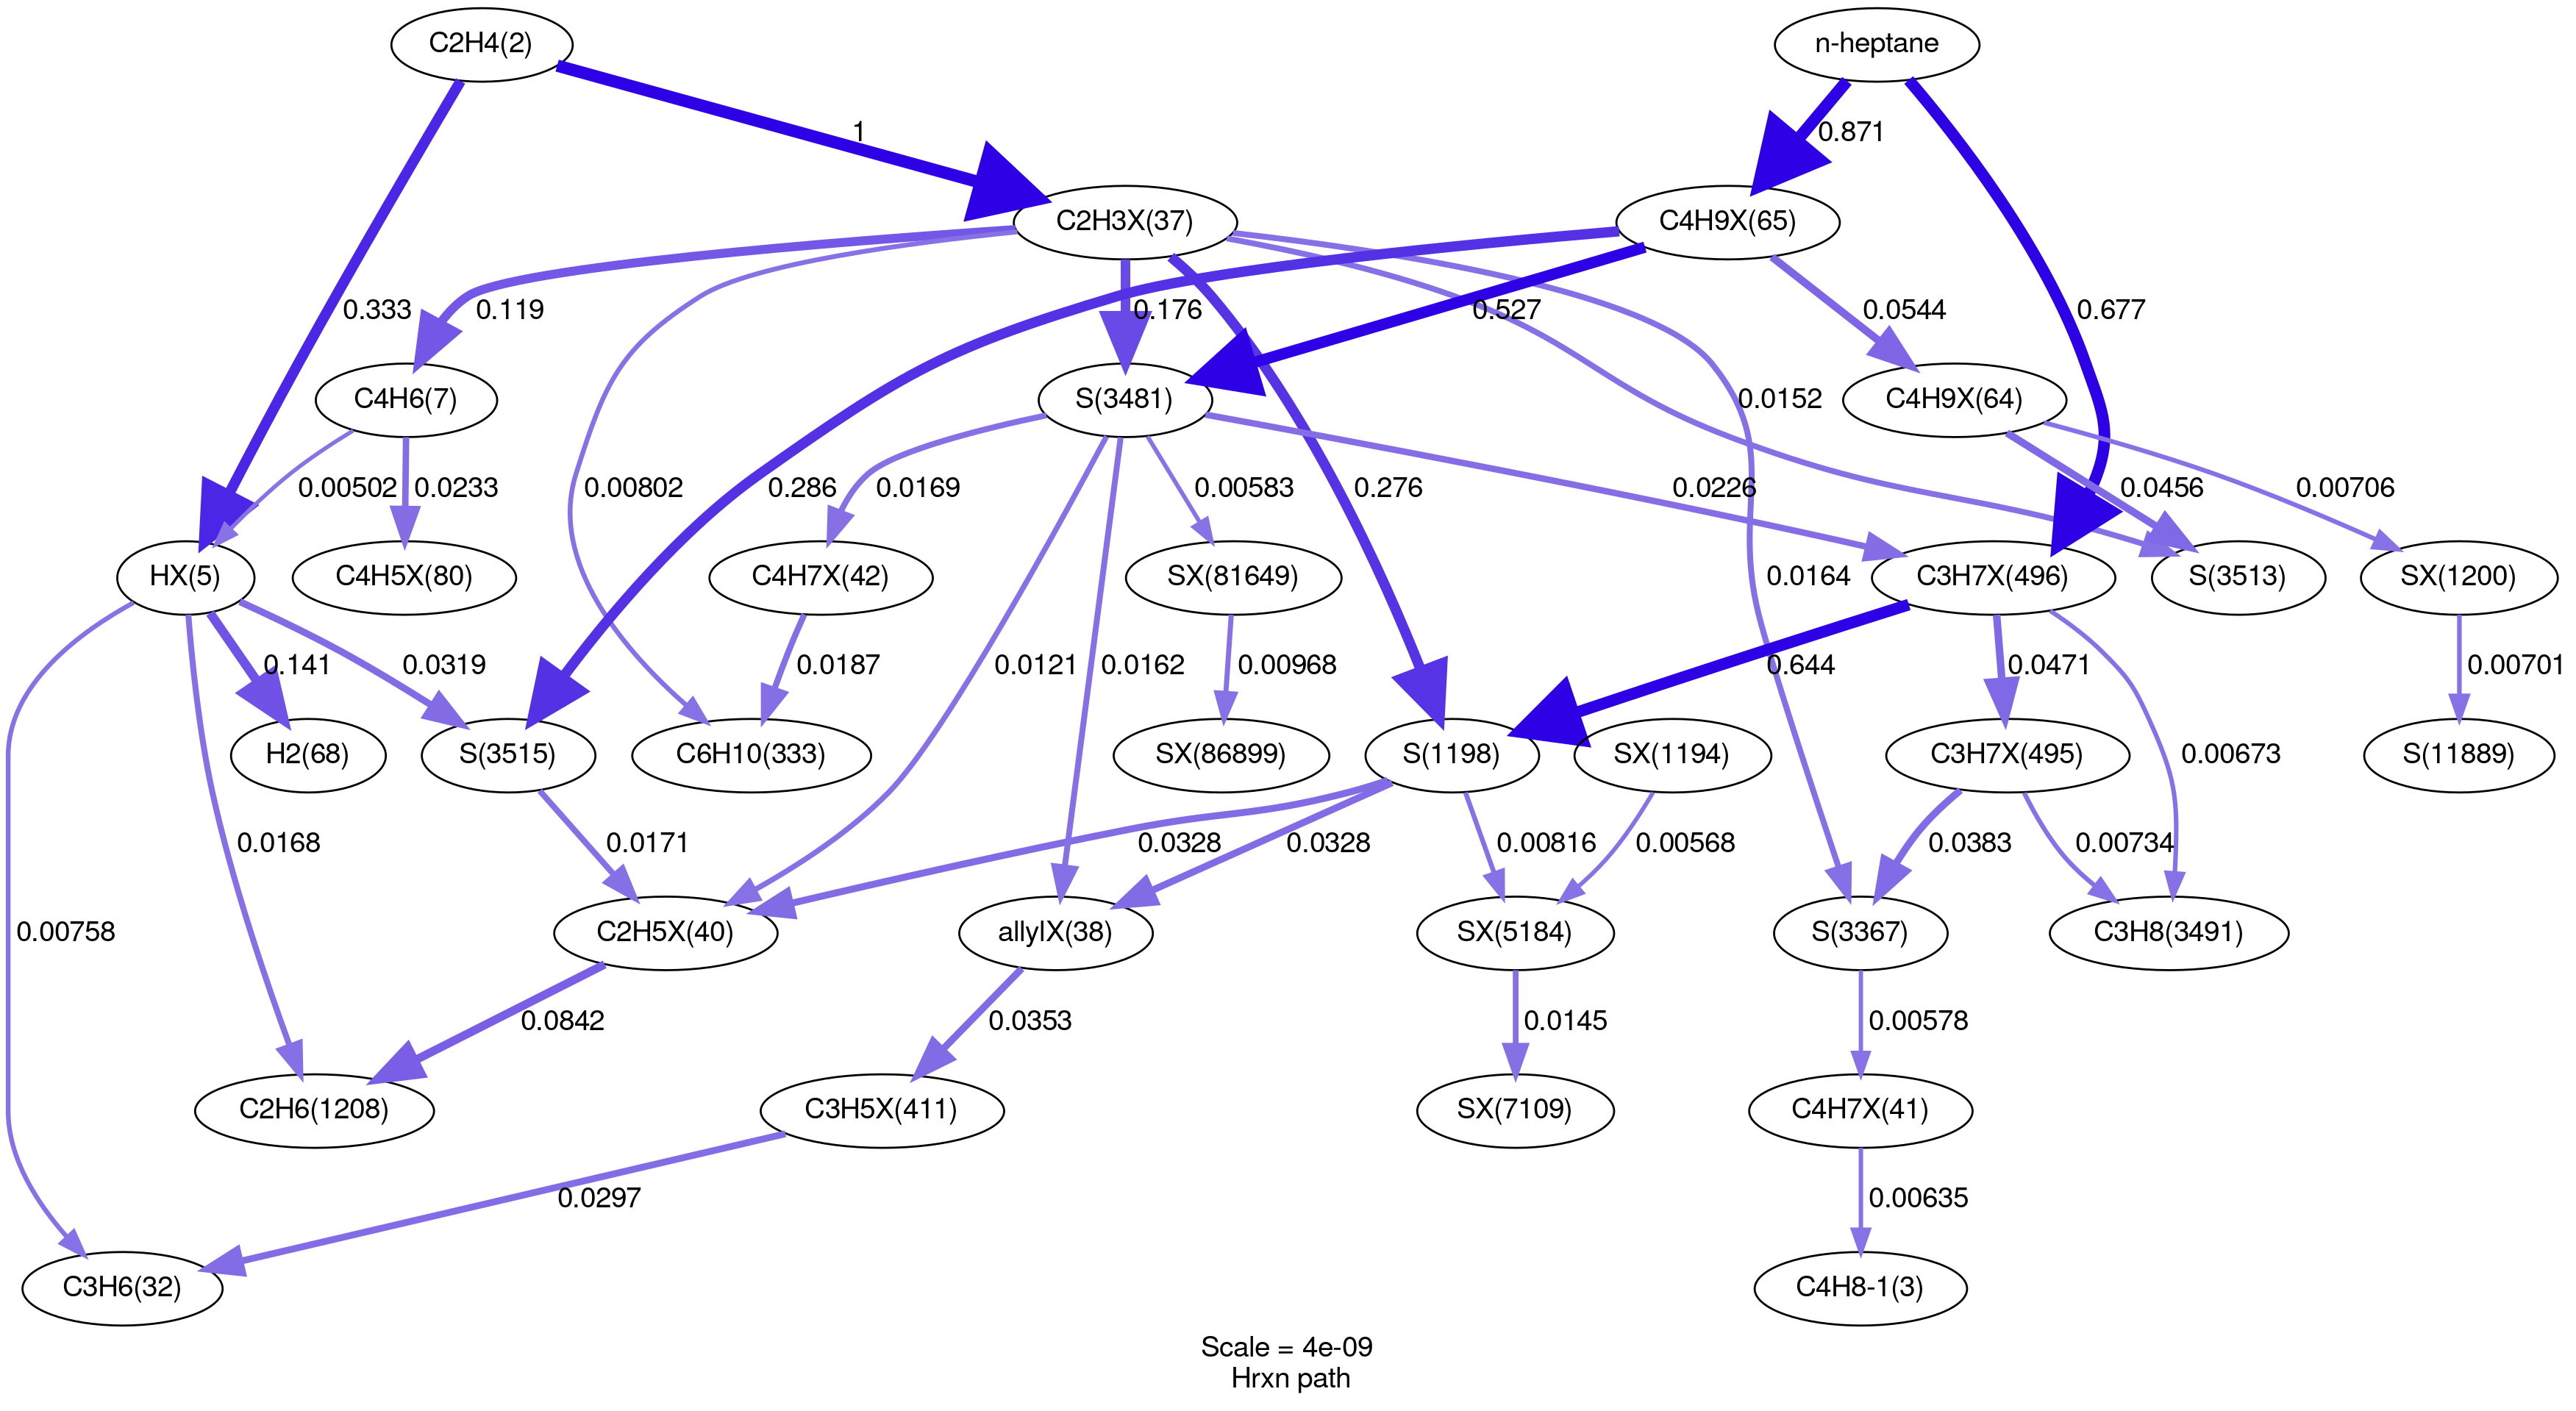 C2H4(2)
n-heptane
1
0.871
C2H3X(37)
C4H9X(65)
0.333
0.119
0.176
0.527
0.0544
0.677
C4H6(7)
S(3481)
0.0152
C4H9X(64)
0.00502
0.0233
0.00802
0.286
0.0169
0.00583
0.276
0.0226
0.0456
0.00706
HX(5)
C4H5X(80)
C4H7X(42)
SX(81649)
0.0164
C3H7X(496)
S(3513)
SX(1200)
0.141
0.0319
0.0187
0.0121
0.0162
0.00968
0.644
0.0471
0.00701
H2(68)
S(3515)
C6H10(333)
SX(86899)
S(1198)
SX(1194)
C3H7X(495)
0.00673
S(11889)
0.0168
0.0171
0.0328
0.0328
0.00816
0.00568
0.0383
0.00734
0.00758
C2H5X(40)
allylX(38)
SX(5184)
S(3367)
C3H8(3491)
0.0842
0.0353
0.0145
0.00578
C2H6(1208)
C3H5X(411)
SX(7109)
C4H7X(41)
0.0297
0.00635
C3H6(32)
C4H8-1(3)
Scale = 4e-09
Hrxn path